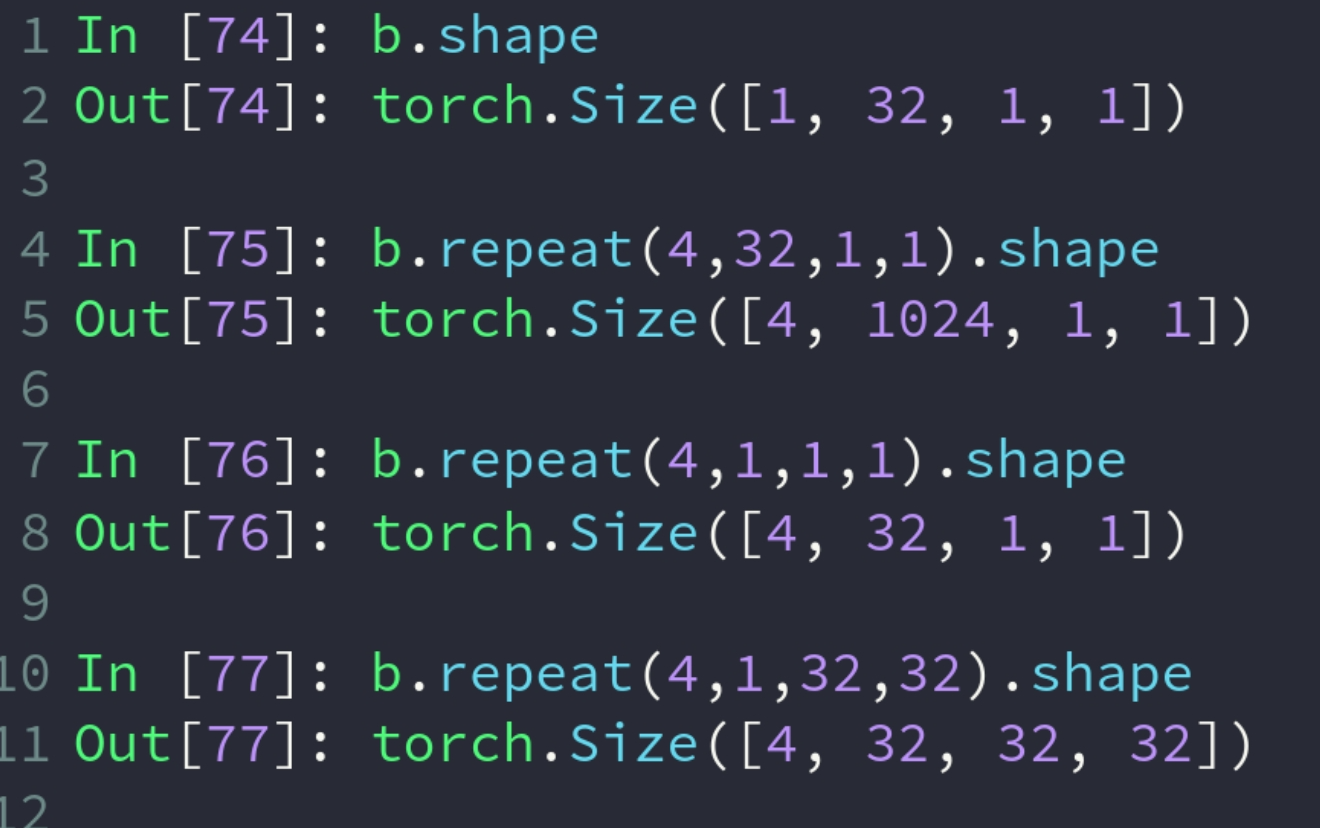 1 In [74]: b.shape
2 Out[74]: torch.Size([1, 32, 1, 1])
3
4 In [75]: b.repeat(4,32,1,1).shape
5 Out[75]: torch.Size([4, 1024, 1, 1])
6
7 In [76]: b.repeat(4,1,1,1).shape
8 Out[76]: torch.Size([4, 32, 1, 1])
9
10 In [77]: b.repeat(4,1,32,32).shape
11 Out[77]: torch.Size([4, 32, 32, 32])
12